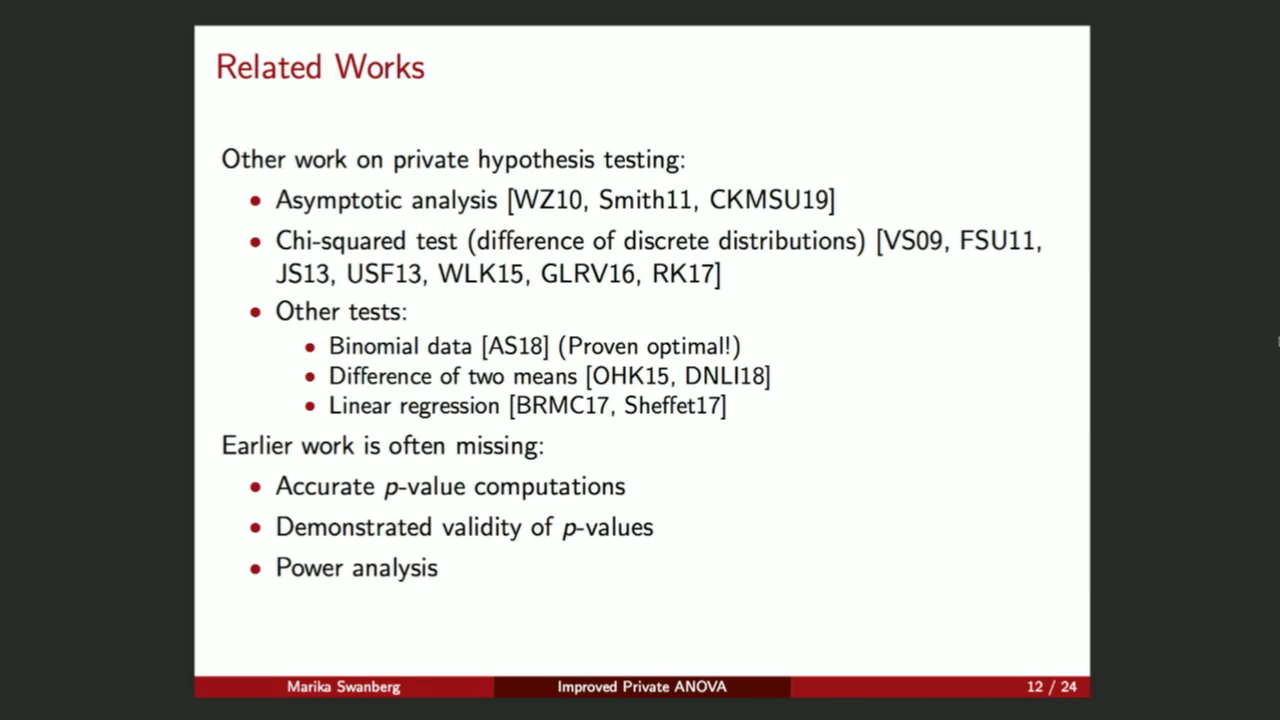 Related Works
Other work on private hypothesis testing:
• Asymptotic analysis [WZ10, Smith11, CKMSU19]
• Chi-squared test (difference of discrete distributions) [VS09, FSU11,
JS13, USF13, WLK15, GLRV16, RK17]
• Other tests:
• Binomial data [AS18] (Proven optimal!)
• Difference of two means [OHK15, DNLI18]
• Linear regression [BRMC17, Sheffet17]
Earlier work is often missing:
• Accurate p-value computations
• Demonstrated validity of p-values
• Power analysis
Marika Swanberg Improved Private ANOVA 12 / 24